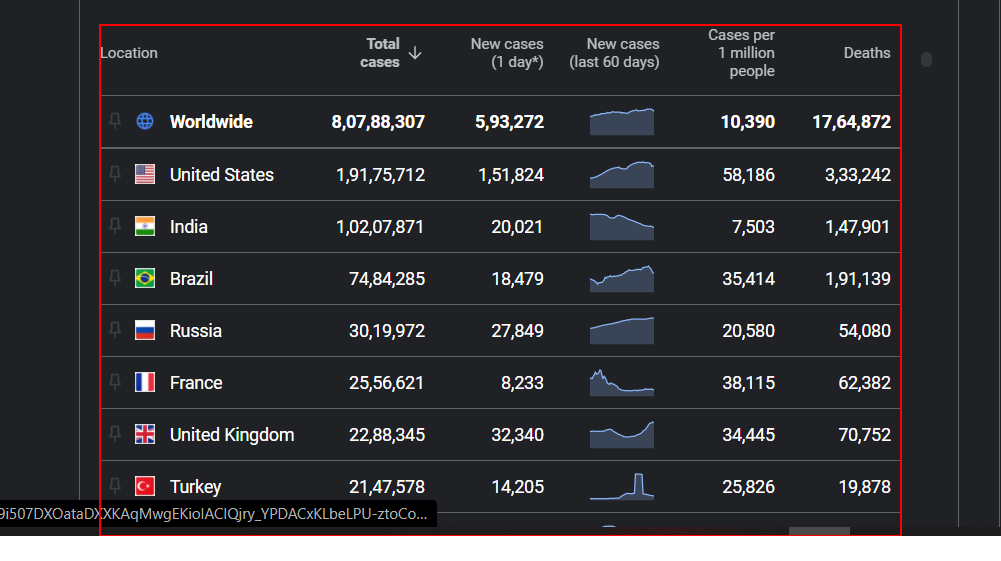 Location Total cases New cases (1 day*) New cases (last 60 days) Cases per 1 million people Deaths
Worldwide 8,07,88,307 5,93,272 10,390 17,64,872
United States 1,91,75,712 1,51,824 58,186 3,33,242
India 1,02,07,871 20,021 7,503 1,47,901
Brazil 74,84,285 18,479 35,414 1,91,139
Russia 30,19,972 27,849 20,580 54,080
France 25,56,621 8,233 38,115 62,382
United Kingdom 22,88,345 32,340 34,445 70,752
Turkey 21,47,578 14,205 25,826 19,878